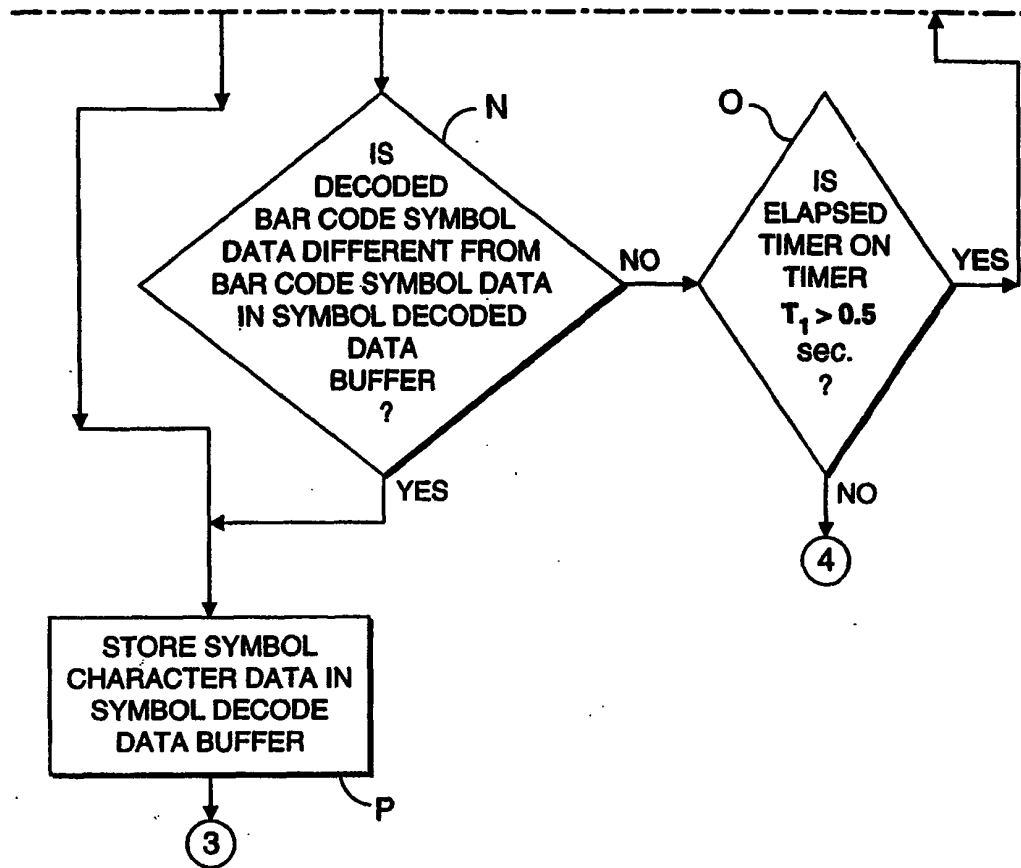 N
IS
DECODED
BAR CODE SYMBOL
DATA DIFFERENT FROM
BAR CODE SYMBOL DATA
IN SYMBOL DECODED
DATA
BUFFER
?
NO
YES
O
IS
ELAPSED
TIMER ON
TIMER
T₁ > 0.5
sec.
?
YES
NO
4
STORE SYMBOL
CHARACTER DATA IN
SYMBOL DECODE
DATA BUFFER
P
3